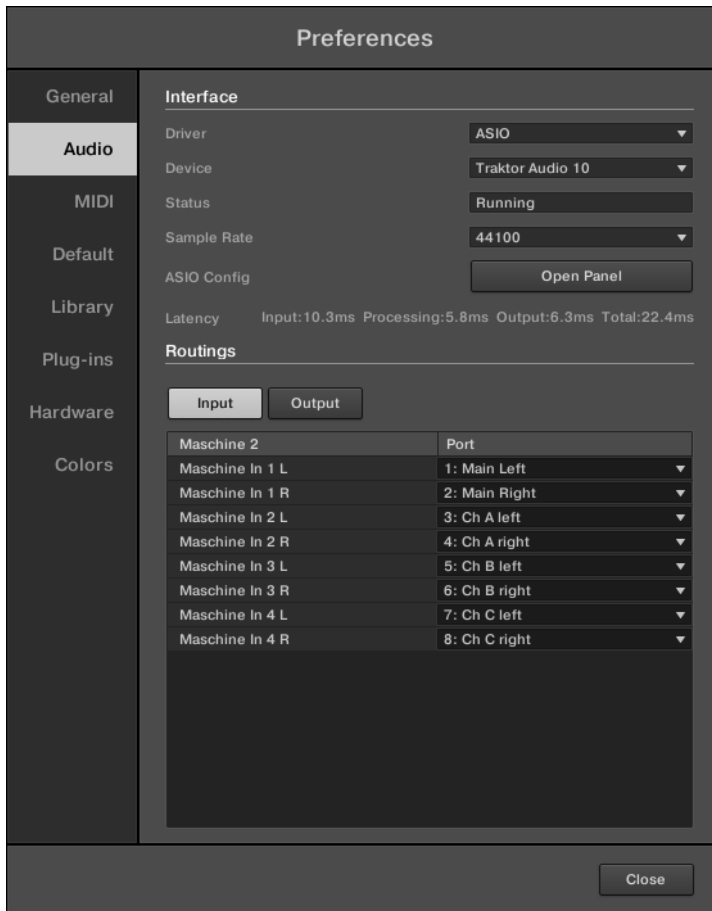 Preferences
General
Audio
MIDI
Default
Library
Plug-ins
Hardware
Colors
Interface
Driver ASIO
Device Traktor Audio 10
Status Running
Sample Rate 44100
ASIO Config Open Panel
Latency Input:10.3ms Processing:5.8ms Output:6.3ms Total:22.4ms
Routings
Input Output
Maschine 2 Port
Maschine In 1 L 1: Main Left
Maschine In 1 R 2: Main Right
Maschine In 2 L 3: Ch A left
Maschine In 2 R 4: Ch A right
Maschine In 3 L 5: Ch B left
Maschine In 3 R 6: Ch B right
Maschine In 4 L 7: Ch C left
Maschine In 4 R 8: Ch C right
Close